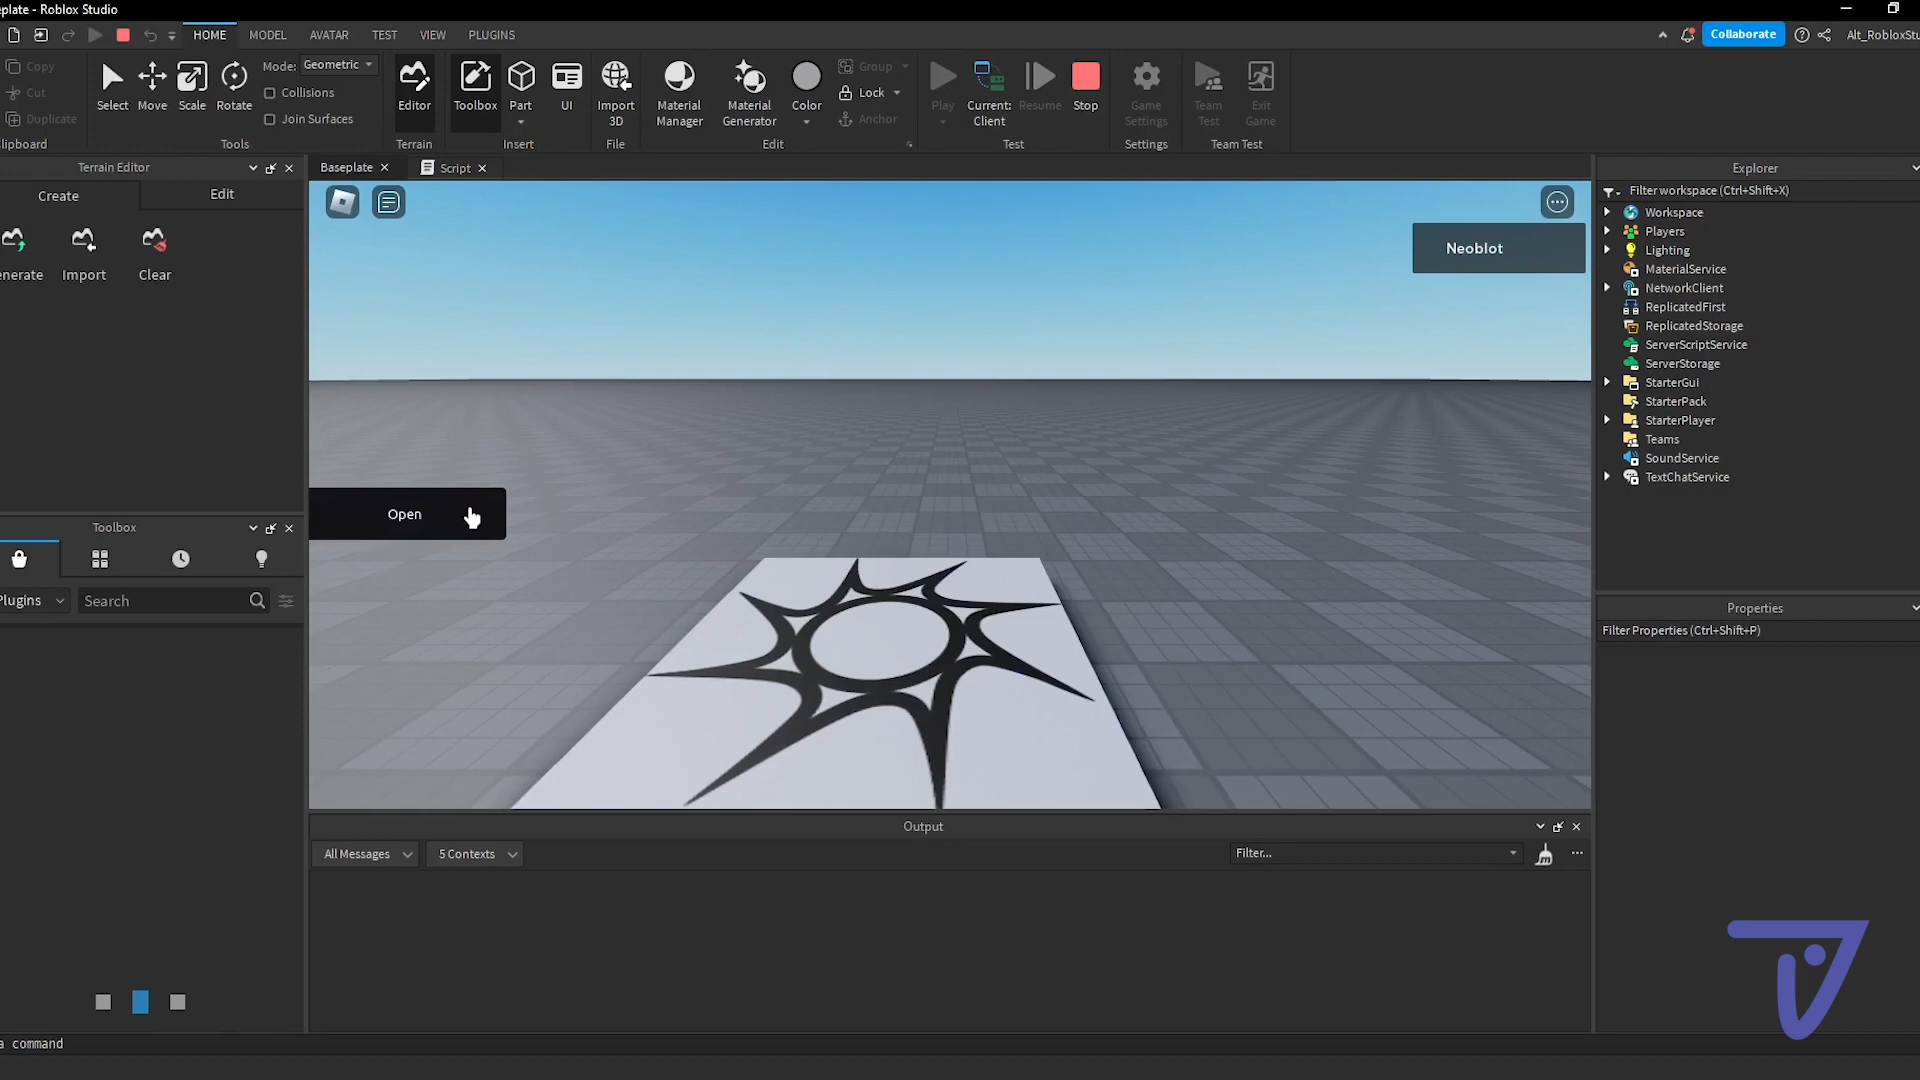 eplate - Roblox Studio
HOME
MODEL
AVATAR
TEST
VIEW
PLUGINS
Collaborate
Alt_RobloxStu
Copy
Cut
Duplicate
lipboard
Select
Move
Scale
Rotate
Mode: Geometric
Collisions
Join Surfaces
Tools
Editor
Terrain
Toolbox
Part
UI
Insert
Import
3D
File
Material
Manager
Material
Generator
Color
Group
Lock
Anchor
Edit
Play
Current:
Client
Resume
Stop
Test
Game
Settings
Settings
Team
Test
Exit
Game
Team Test
Terrain Editor
Create
Edit
enerate
Import
Clear
Toolbox
Plugins
Search
Baseplate
Script
Neoblot
Open
Output
All Messages
5 Contexts
Filter...
Explorer
Filter workspace (Ctrl+Shift+X)
Workspace
Players
Lighting
MaterialService
NetworkClient
ReplicatedFirst
ReplicatedStorage
ServerScriptService
ServerStorage
StarterGui
StarterPack
StarterPlayer
Teams
SoundService
TextChatService
Properties
Filter Properties (Ctrl+Shift+P)
a command